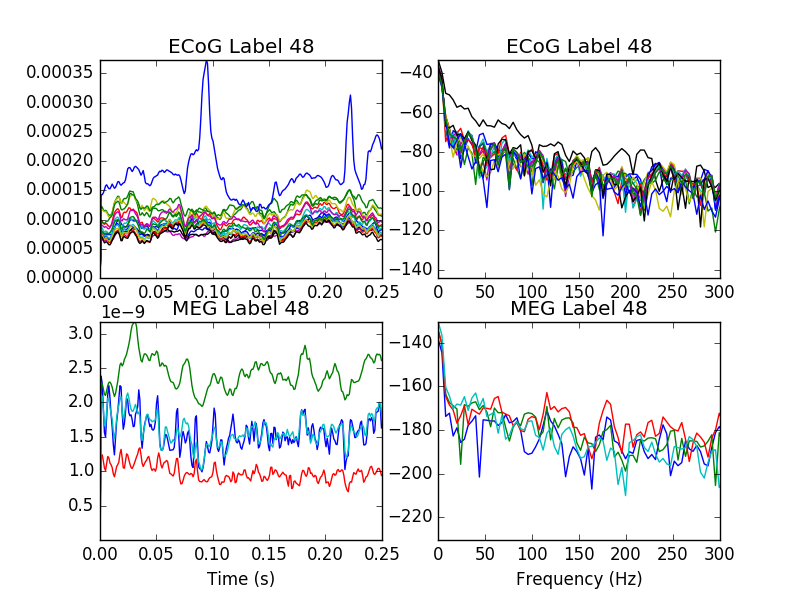 ECoG Label 48
0.00035
0.00030
0.00025
0.00020
0.00015
0.00010
0.00005
0.00000
0.00 0.05 0.10 0.15 0.20 0.25
ECoG Label 48
−40
−60
−80
−100
−120
−140
0 50 100 150 200 250 300
MEG Label 48
1e−9
3.0
2.5
2.0
1.5
1.0
0.5
0.00 0.05 0.10 0.15 0.20 0.25
Time (s)
MEG Label 48
−140
−160
−180
−200
−220
0 50 100 150 200 250 300
Frequency (Hz)